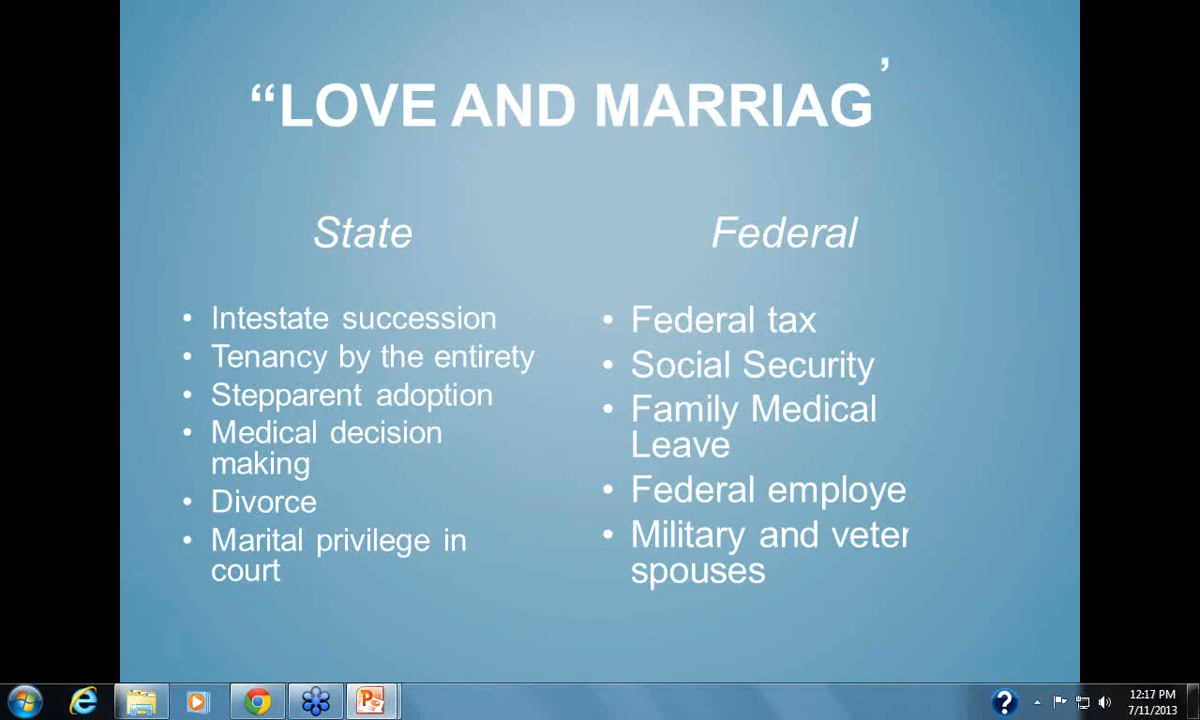 “LOVE AND MARRIAG’
State
Federal
• Intestate succession
• Tenancy by the entirety
• Stepparent adoption
• Medical decision
making
• Divorce
• Marital privilege in
court
• Federal tax
• Social Security
• Family Medical
Leave
• Federal employe
• Military and veter
spouses
12:17 PM
7/11/2013